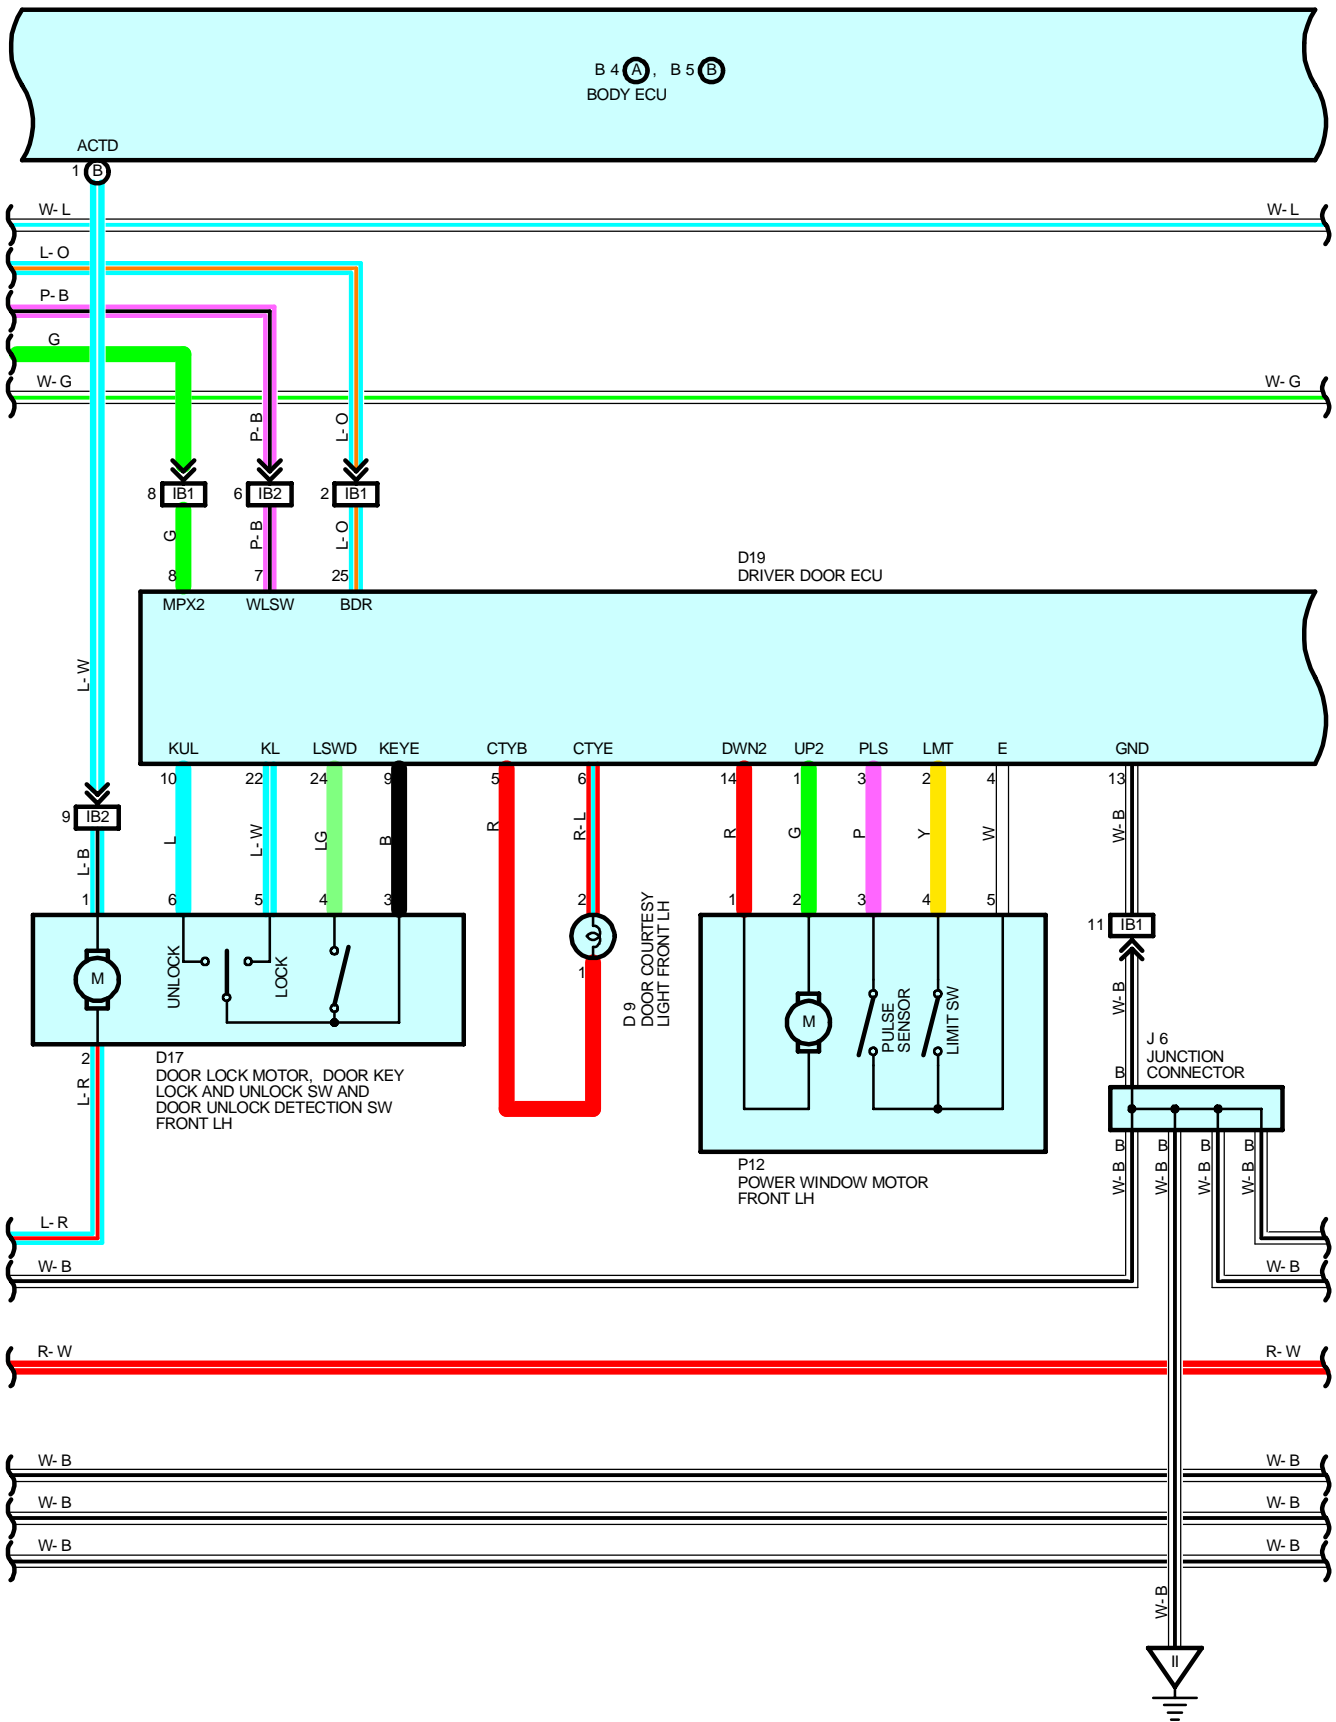 B 4 A , B 5 B
BODY ECU
ACTD
1 B
W- L W- L
L- O
P- B
G
W- G W- G
P- B L- O
8 IB1 6 IB2 2 IB1
G P- B L- O
D19
DRIVER DOOR ECU
8 7 25
MPX2 WLSW BDR
L- W
KUL KL LSWD KEYE CTYB CTYE DWN2 UP2 PLS LMT E GND
10 22 24 9 5 6 14 1 3 2 4 13
9 IB2
L- B L L- W LG B R R- L R G P Y W W- B
1 6 5 4 3 2 1 2 3 4 5
11 IB1
D 9
DOOR COURTESY
LIGHT FRONT LH
1
M UNLOCK LOCK
M PULSE
SENSOR
LIMIT SW
W- B
J 6
JUNCTION
CONNECTOR
2
L- R
D17
DOOR LOCK MOTOR, DOOR KEY
LOCK AND UNLOCK SW AND
DOOR UNLOCK DETECTION SW
FRONT LH
B
B B B B
W- B W- B W- B W- B
P12
POWER WINDOW MOTOR
FRONT LH
L- R
W- B W- B
R- W R- W
W- B W- B
W- B W- B
W- B W- B
W- B
II